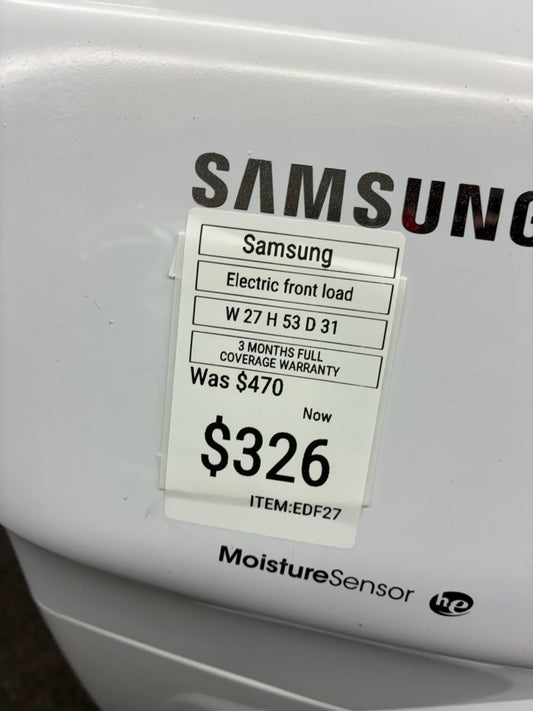 SAMSUNG
Samsung
Electric front load
W 27 H 53 D 31
3 MONTHS FULL
COVERAGE WARRANTY
Was $470
Now
$326
ITEM:EDF27
MoistureSensor he